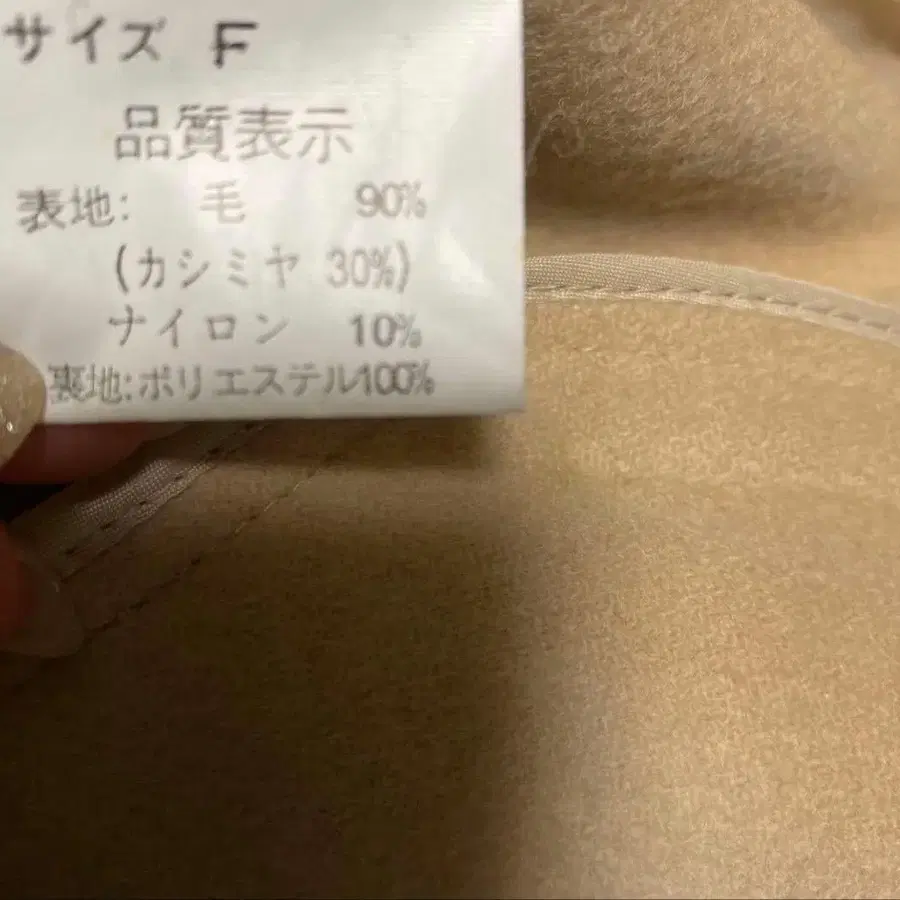 サイズ F
品質表示
表地: 毛 90%
(カシミヤ 30%)
ナイロン 10%
裏地:ポリエステル100%